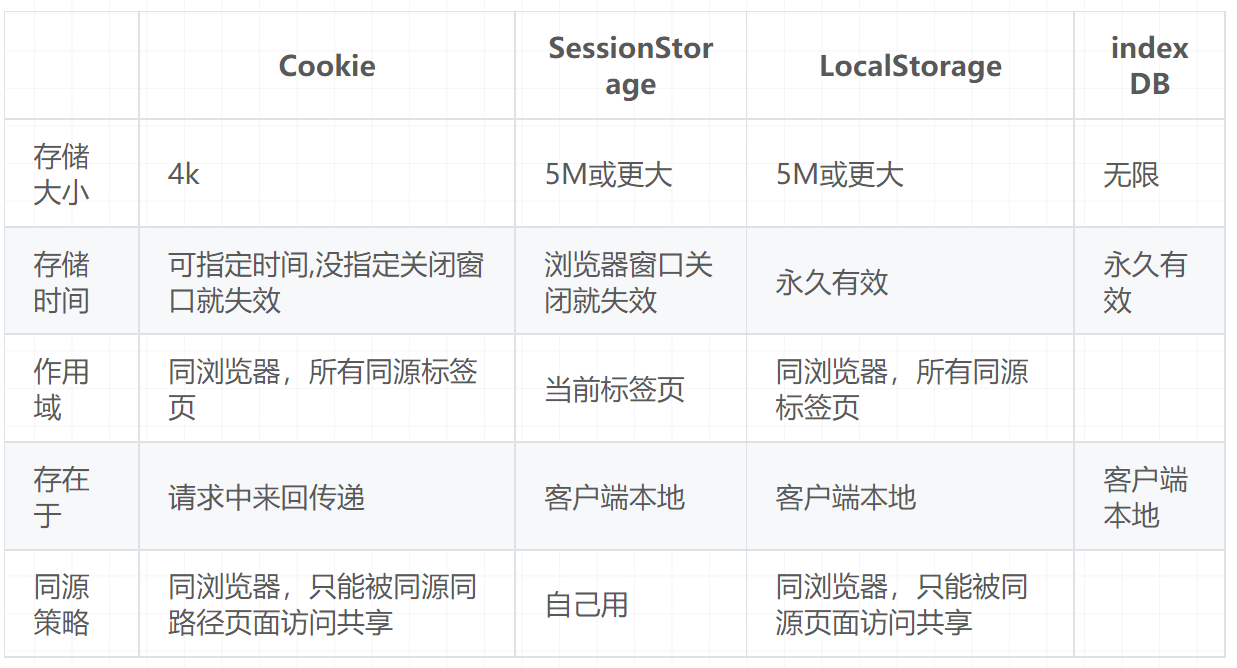 Cookie
SessionStor
age
LocalStorage
index
DB
存储
大小
4k
5M或更大
5M或更大
无限
存储
时间
可指定时间,没指定关闭窗
口就失效
浏览器窗口关
闭就失效
永久有效
永久有
效
作用
域
同浏览器，所有同源标签
页
当前标签页
同浏览器，所有同源
标签页
存在
于
请求中来回传递
客户端本地
客户端本地
客户端
本地
同源
策略
同浏览器，只能被同源同
路径页面访问共享
自己用
同浏览器，只能被同
源页面访问共享